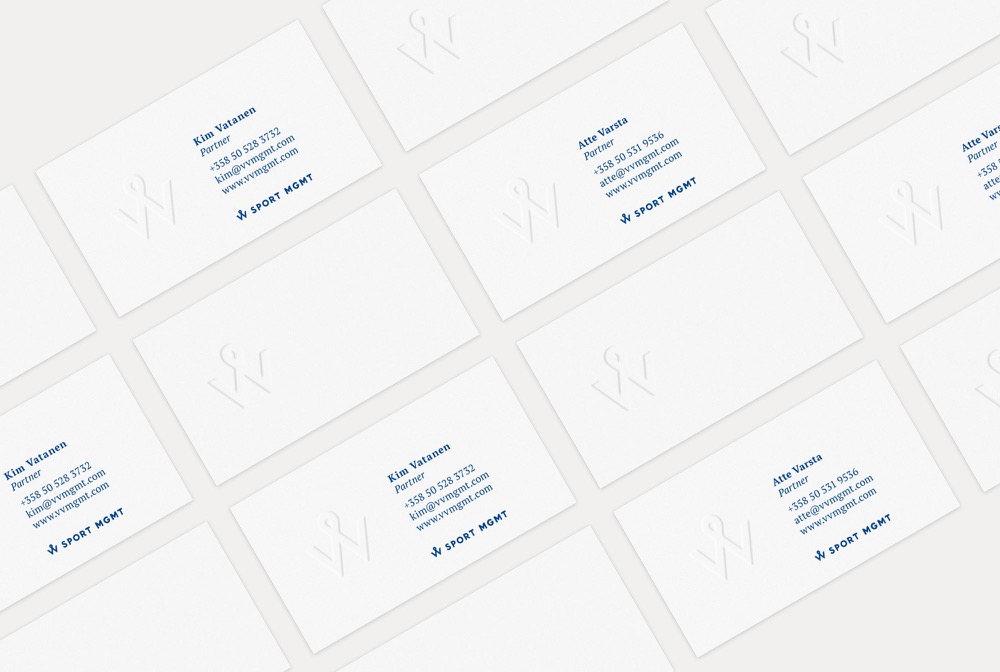 Kim Vatanen
Partner
+358 50 528 3732
kim@vvmgmt.com
www.vvmgmt.com
W SPORT MGMT
Atte Varsta
Partner
+358 50 531 9536
atte@vvmgmt.com
www.vvmgmt.com
W SPORT MGMT
Atte
Partner
+358
Kim Vatanen
Partner
+358 50 528 3732
kim@vvmgmt.com
www.vvmgmt.com
W SPORT MGMT
Kim Vatanen
Partner
+358 50 528 3732
kim@vvmgmt.com
www.vvmgmt.com
W SPORT MGMT
Atte Varsta
Partner
+358 50 531 9536
atte@vvmgmt.com
www.vvmgmt.com
W SPORT MGMT